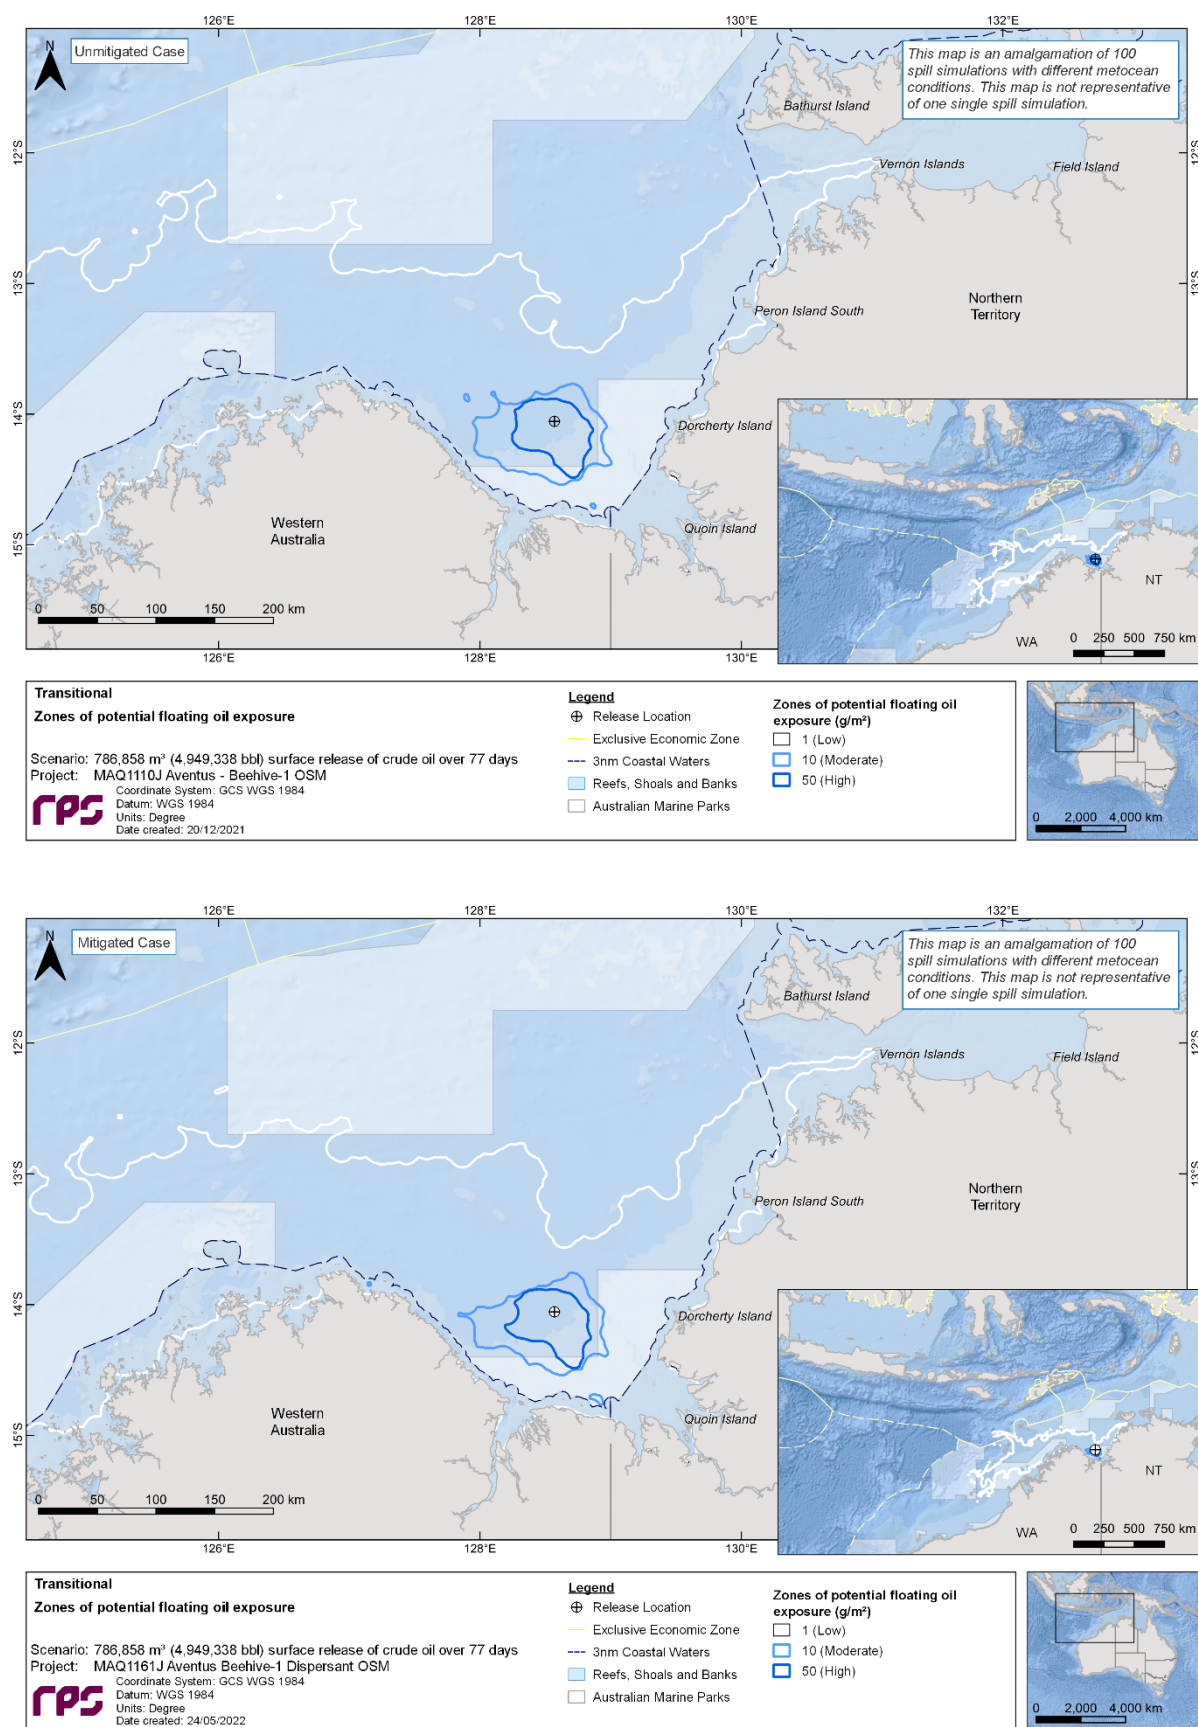 126°E 128°E 130°E 132°E
N
Unmitigated Case
This map is an amalgamation of 100
spill simulations with different metocean
conditions. This map is not representative
of one single spill simulation.
Bathurst Island
12°S
12°S
Vernon Islands
Field Island
13°S
13°S
Northern
Territory
Peron Island South
14°S
Dorcherty Island
Western
Australia
Quoin Island
15°S
NT
WA
0 50 100 150 200 km
0 250 500 750 km
126°E 128°E 130°E 132°E
Transitional
Zones of potential floating oil exposure
Scenario: 786,858 m³ (4,949,338 bbl) surface release of crude oil over 77 days
Project: MAQ1110J Aventus - Beehive-1 OSM
rps
Coordinate System: GCS WGS 1984
Datum: WGS 1984
Units: Degree
Date created: 20/12/2021
Legend
Release Location
Exclusive Economic Zone
3nm Coastal Waters
Reefs, Shoals and Banks
Australian Marine Parks
Zones of potential floating oil
exposure (g/m²)
1 (Low)
10 (Moderate)
50 (High)
0 2,000 4,000 km
126°E 128°E 130°E 132°E
N
Mitigated Case
This map is an amalgamation of 100
spill simulations with different metocean
conditions. This map is not representative
of one single spill simulation.
Bathurst Island
12°S
12°S
Vernon Islands
Field Island
13°S
13°S
Northern
Territory
Peron Island South
14°S
Dorcherty Island
Western
Australia
Quoin Island
15°S
NT
WA
0 50 100 150 200 km
0 250 500 750 km
126°E 128°E 130°E 132°E
Transitional
Zones of potential floating oil exposure
Scenario: 786,858 m³ (4,949,338 bbl) surface release of crude oil over 77 days
Project: MAQ1161J Aventus Beehive-1 Dispersant OSM
rps
Coordinate System: GCS WGS 1984
Datum: WGS 1984
Units: Degree
Date created: 24/05/2022
Legend
Release Location
Exclusive Economic Zone
3nm Coastal Waters
Reefs, Shoals and Banks
Australian Marine Parks
Zones of potential floating oil
exposure (g/m²)
1 (Low)
10 (Moderate)
50 (High)
0 2,000 4,000 km